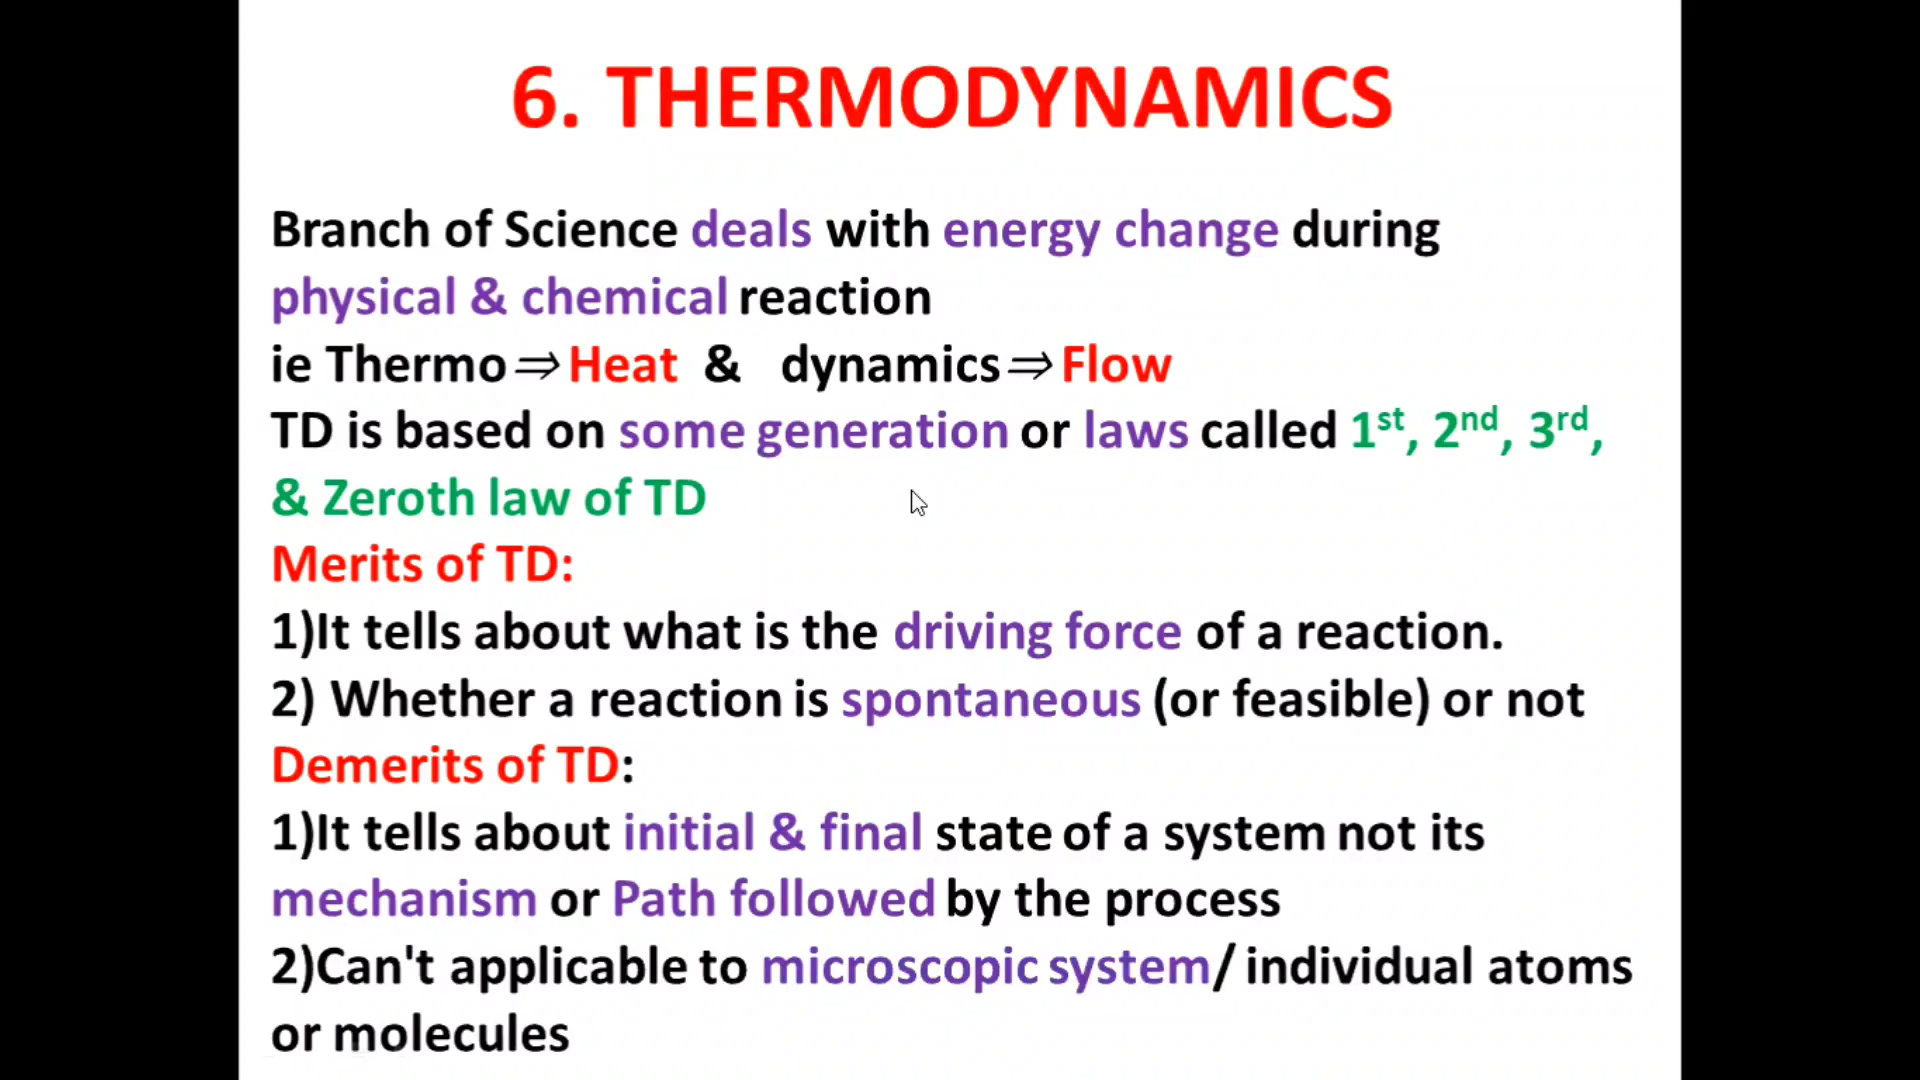 6. THERMODYNAMICS
Branch of Science deals with energy change during
physical & chemical reaction
ie Thermo⇒Heat & dynamics⇒Flow
TD is based on some generation or laws called 1st, 2nd, 3rd,
& Zeroth law of TD
Merits of TD:
1)It tells about what is the driving force of a reaction.
2) Whether a reaction is spontaneous (or feasible) or not
Demerits of TD:
1)It tells about initial & final state of a system not its
mechanism or Path followed by the process
2)Can't applicable to microscopic system/ individual atoms
or molecules